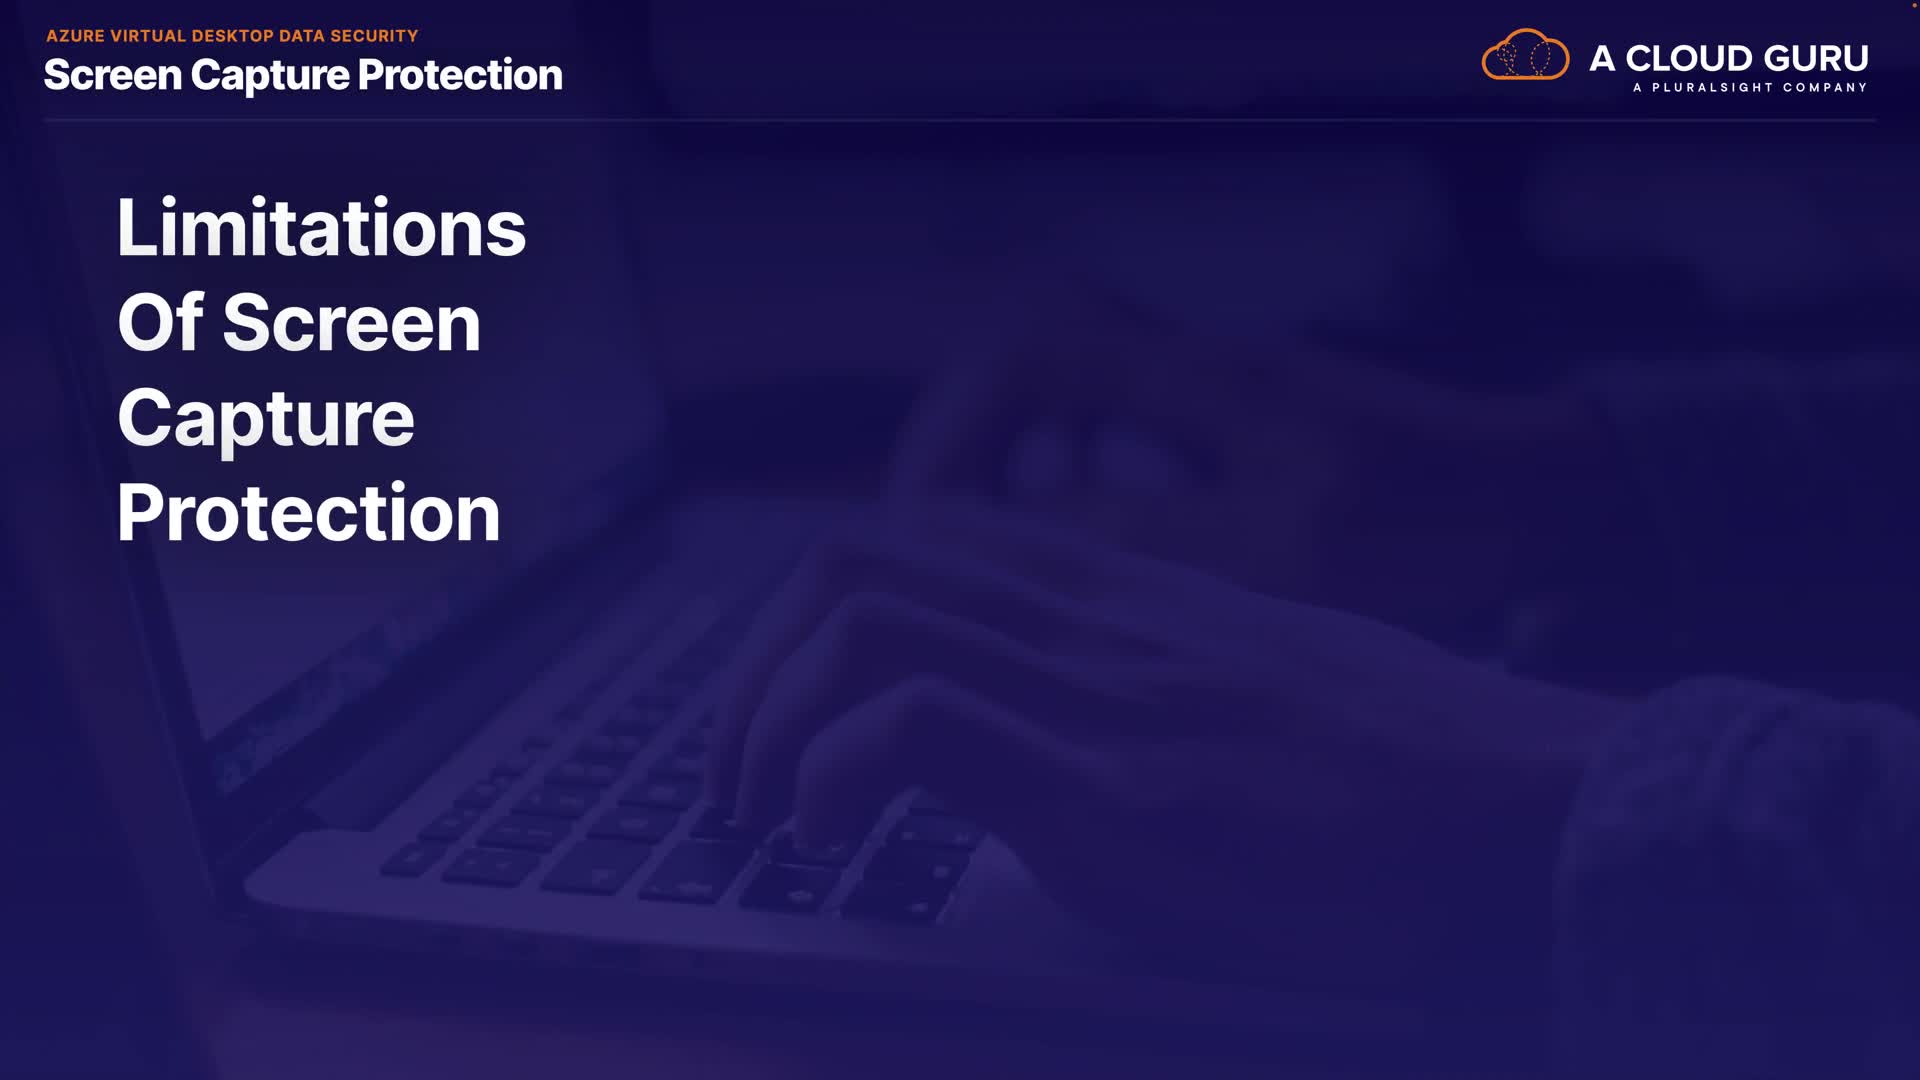 AZURE VIRTUAL DESKTOP DATA SECURITY
Screen Capture Protection
A CLOUD GURU
A PLURALSIGHT COMPANY
Limitations
Of Screen
Capture
Protection